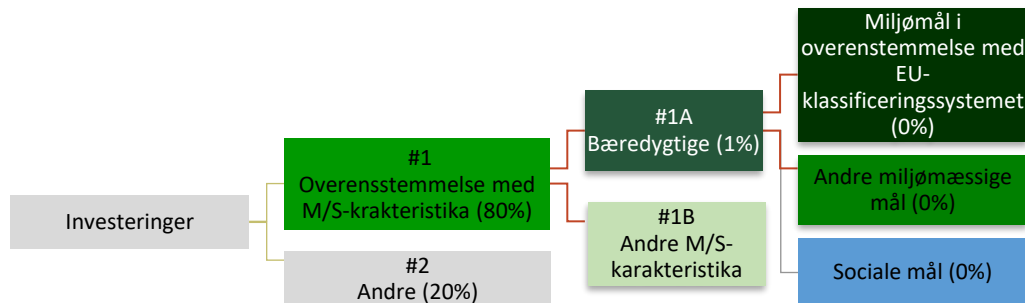 Investeringer
#1
Overensstemmelse med
M/S-krakteristika (80%)
#2
Andre (20%)
#1A
Bæredygtige (1%)
#1B
Andre M/S-
karakteristika
Miljømål i
overenstemmelse med
EU-
klassificeringssystemet
(0%)
Andre miljømæssige
mål (0%)
Sociale mål (0%)